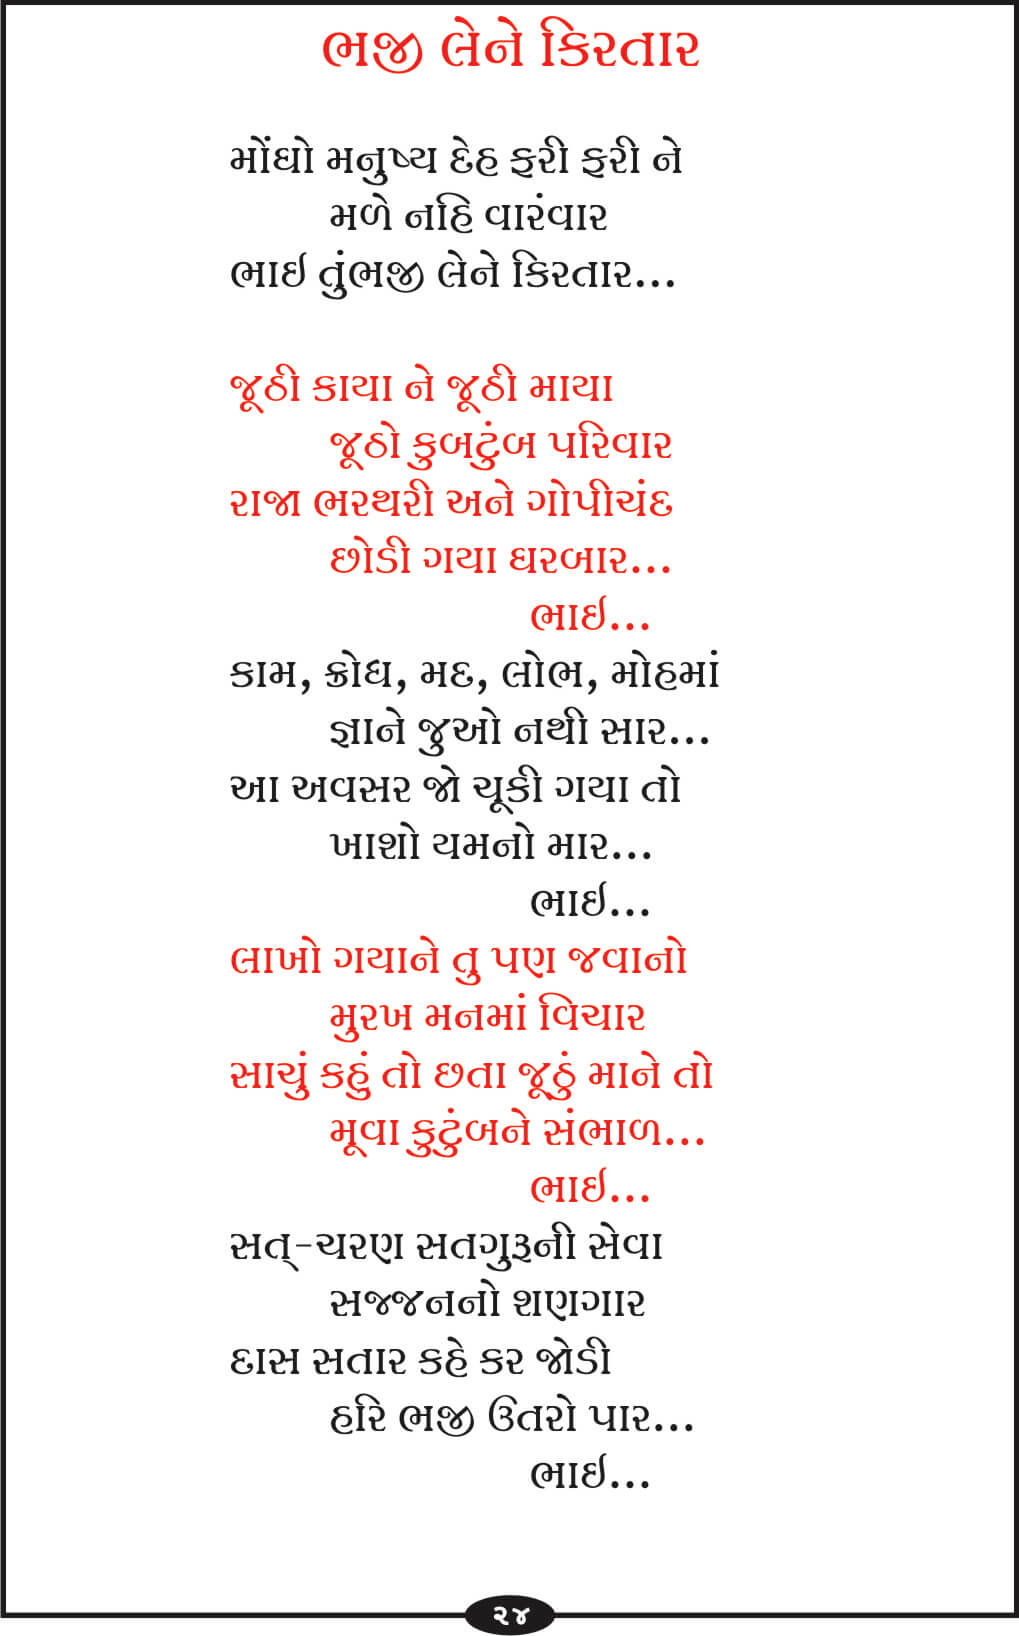 ભજી લેને કિરતાર
મોંઘો મનુષ્ય દેહ ફરી ફરી ને
મળે નહિ વારંવાર
ભાઇ તુંભજી લેને કિરતાર...
જૂઠી કાયા ને જૂઠી માયા
જૂઠો કુબટુંબ પરિવાર
રાજા ભરથરી અને ગોપીચંદ
છોડી ગયા ઘરબાર...
ભાઇ...
કામ, ક્રોધ, મદ, લોભ, મોહમાં
જ્ઞાને જુઓ નથી સાર...
આ અવસર જો ચૂકી ગયા તો
ખાશો યમનો માર...
ભાઇ...
લાખો ગયાને તુ પણ જવાનો
મુરખ મનમાં વિચાર
સાચું કહું તો છતા જૂઠું માને તો
મૂવા કુટુંબને સંભાળ...
ભાઇ...
સત્-ચરણ સતગુરૂની સેવા
સજ્જનનો શણગાર
દાસ સતાર કહે કર જોડી
હરિ ભજી ઉતરો પાર...
ભાઇ...
૨૪